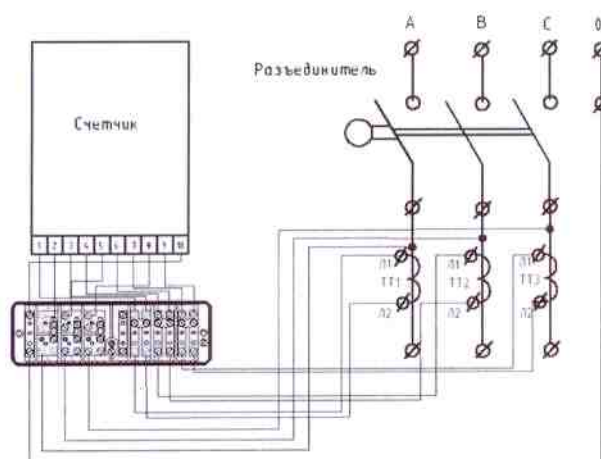 А В С 0
Разъединитель
Счетчик
1 2 3 4 5 6 7 8 9 10
Л1 Л1 Л1
ТТ1 ТТ2 ТТ3
Л2 Л2 Л2